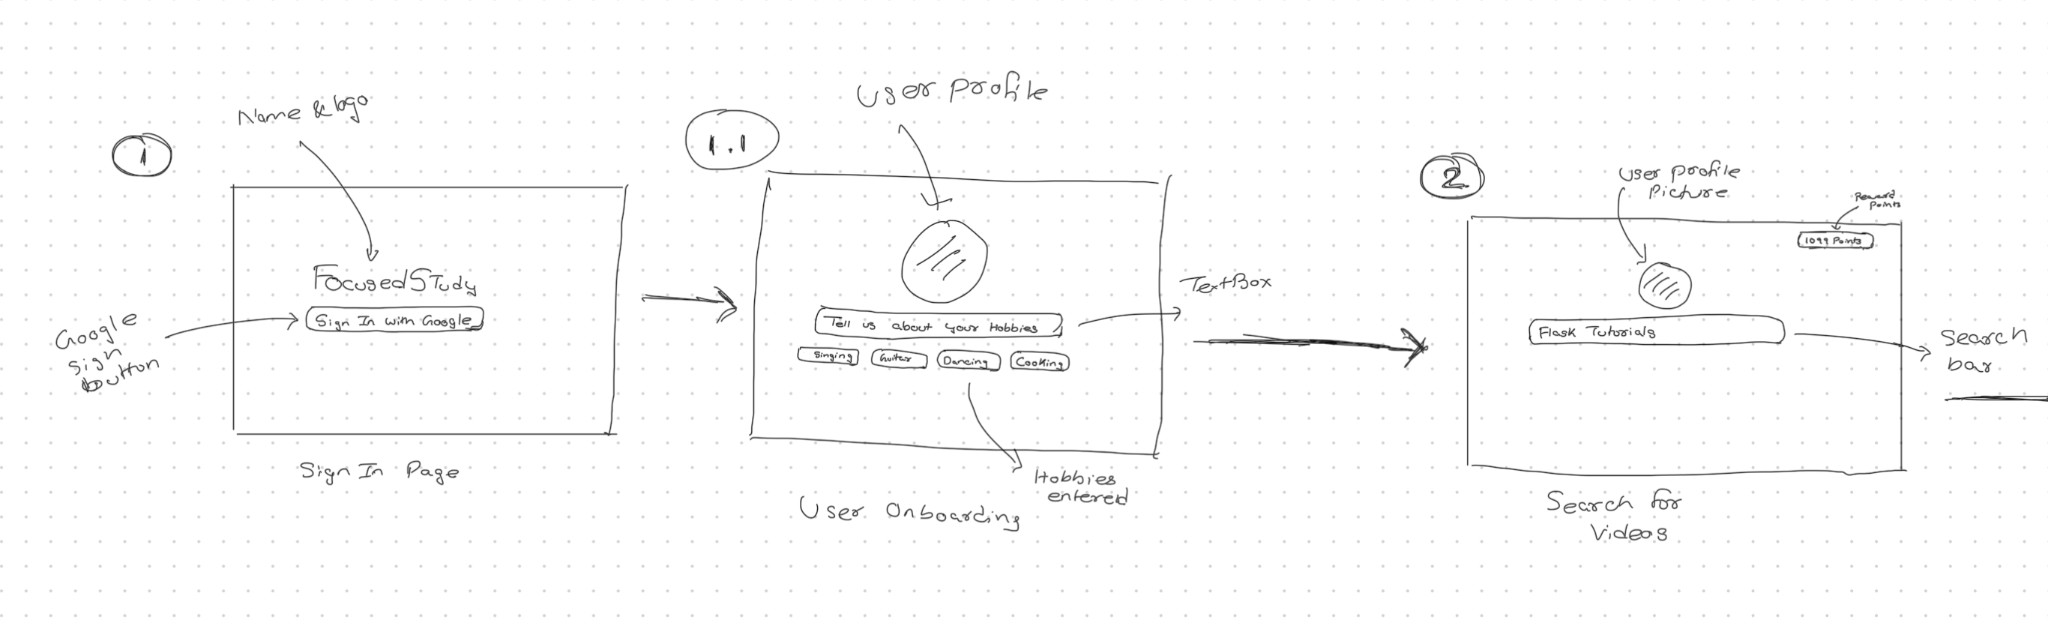 1
Name & logo
FocusedStudy
Sign In with Google
Google
Sign
button
Sign In Page
1.1
User Profile
Tell us about your Hobbies
Singing
Guitar
Dancing
Cooking
TextBox
Hobbies
entered
User Onboarding
2
User Profile
Picture
Reward
Points
1099 Points
Flask Tutorials
Search
bar
Search for
Videos